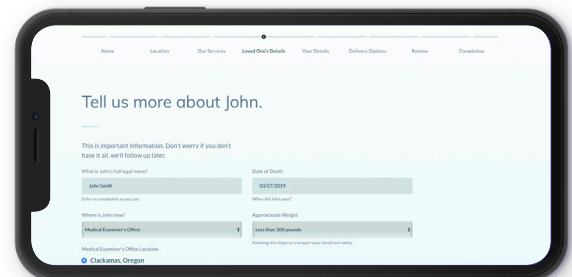 Name Location Our Services Loved One's Details Your Details Delivery Options Review Completion
Tell us more about John.
This is important information. Don't worry if you don't
have it all, we'll follow up later.
What is John's full legal name? Date of Death
John Smith 03/27/2019
Enter as completely as you can. When did John pass?
Where is John now? Approximate Weight
Medical Examiner's Office Less than 300 pounds
Knowing this helps us transport your loved one safely.
Medical Examiner's Office Location
Clackamas, Oregon